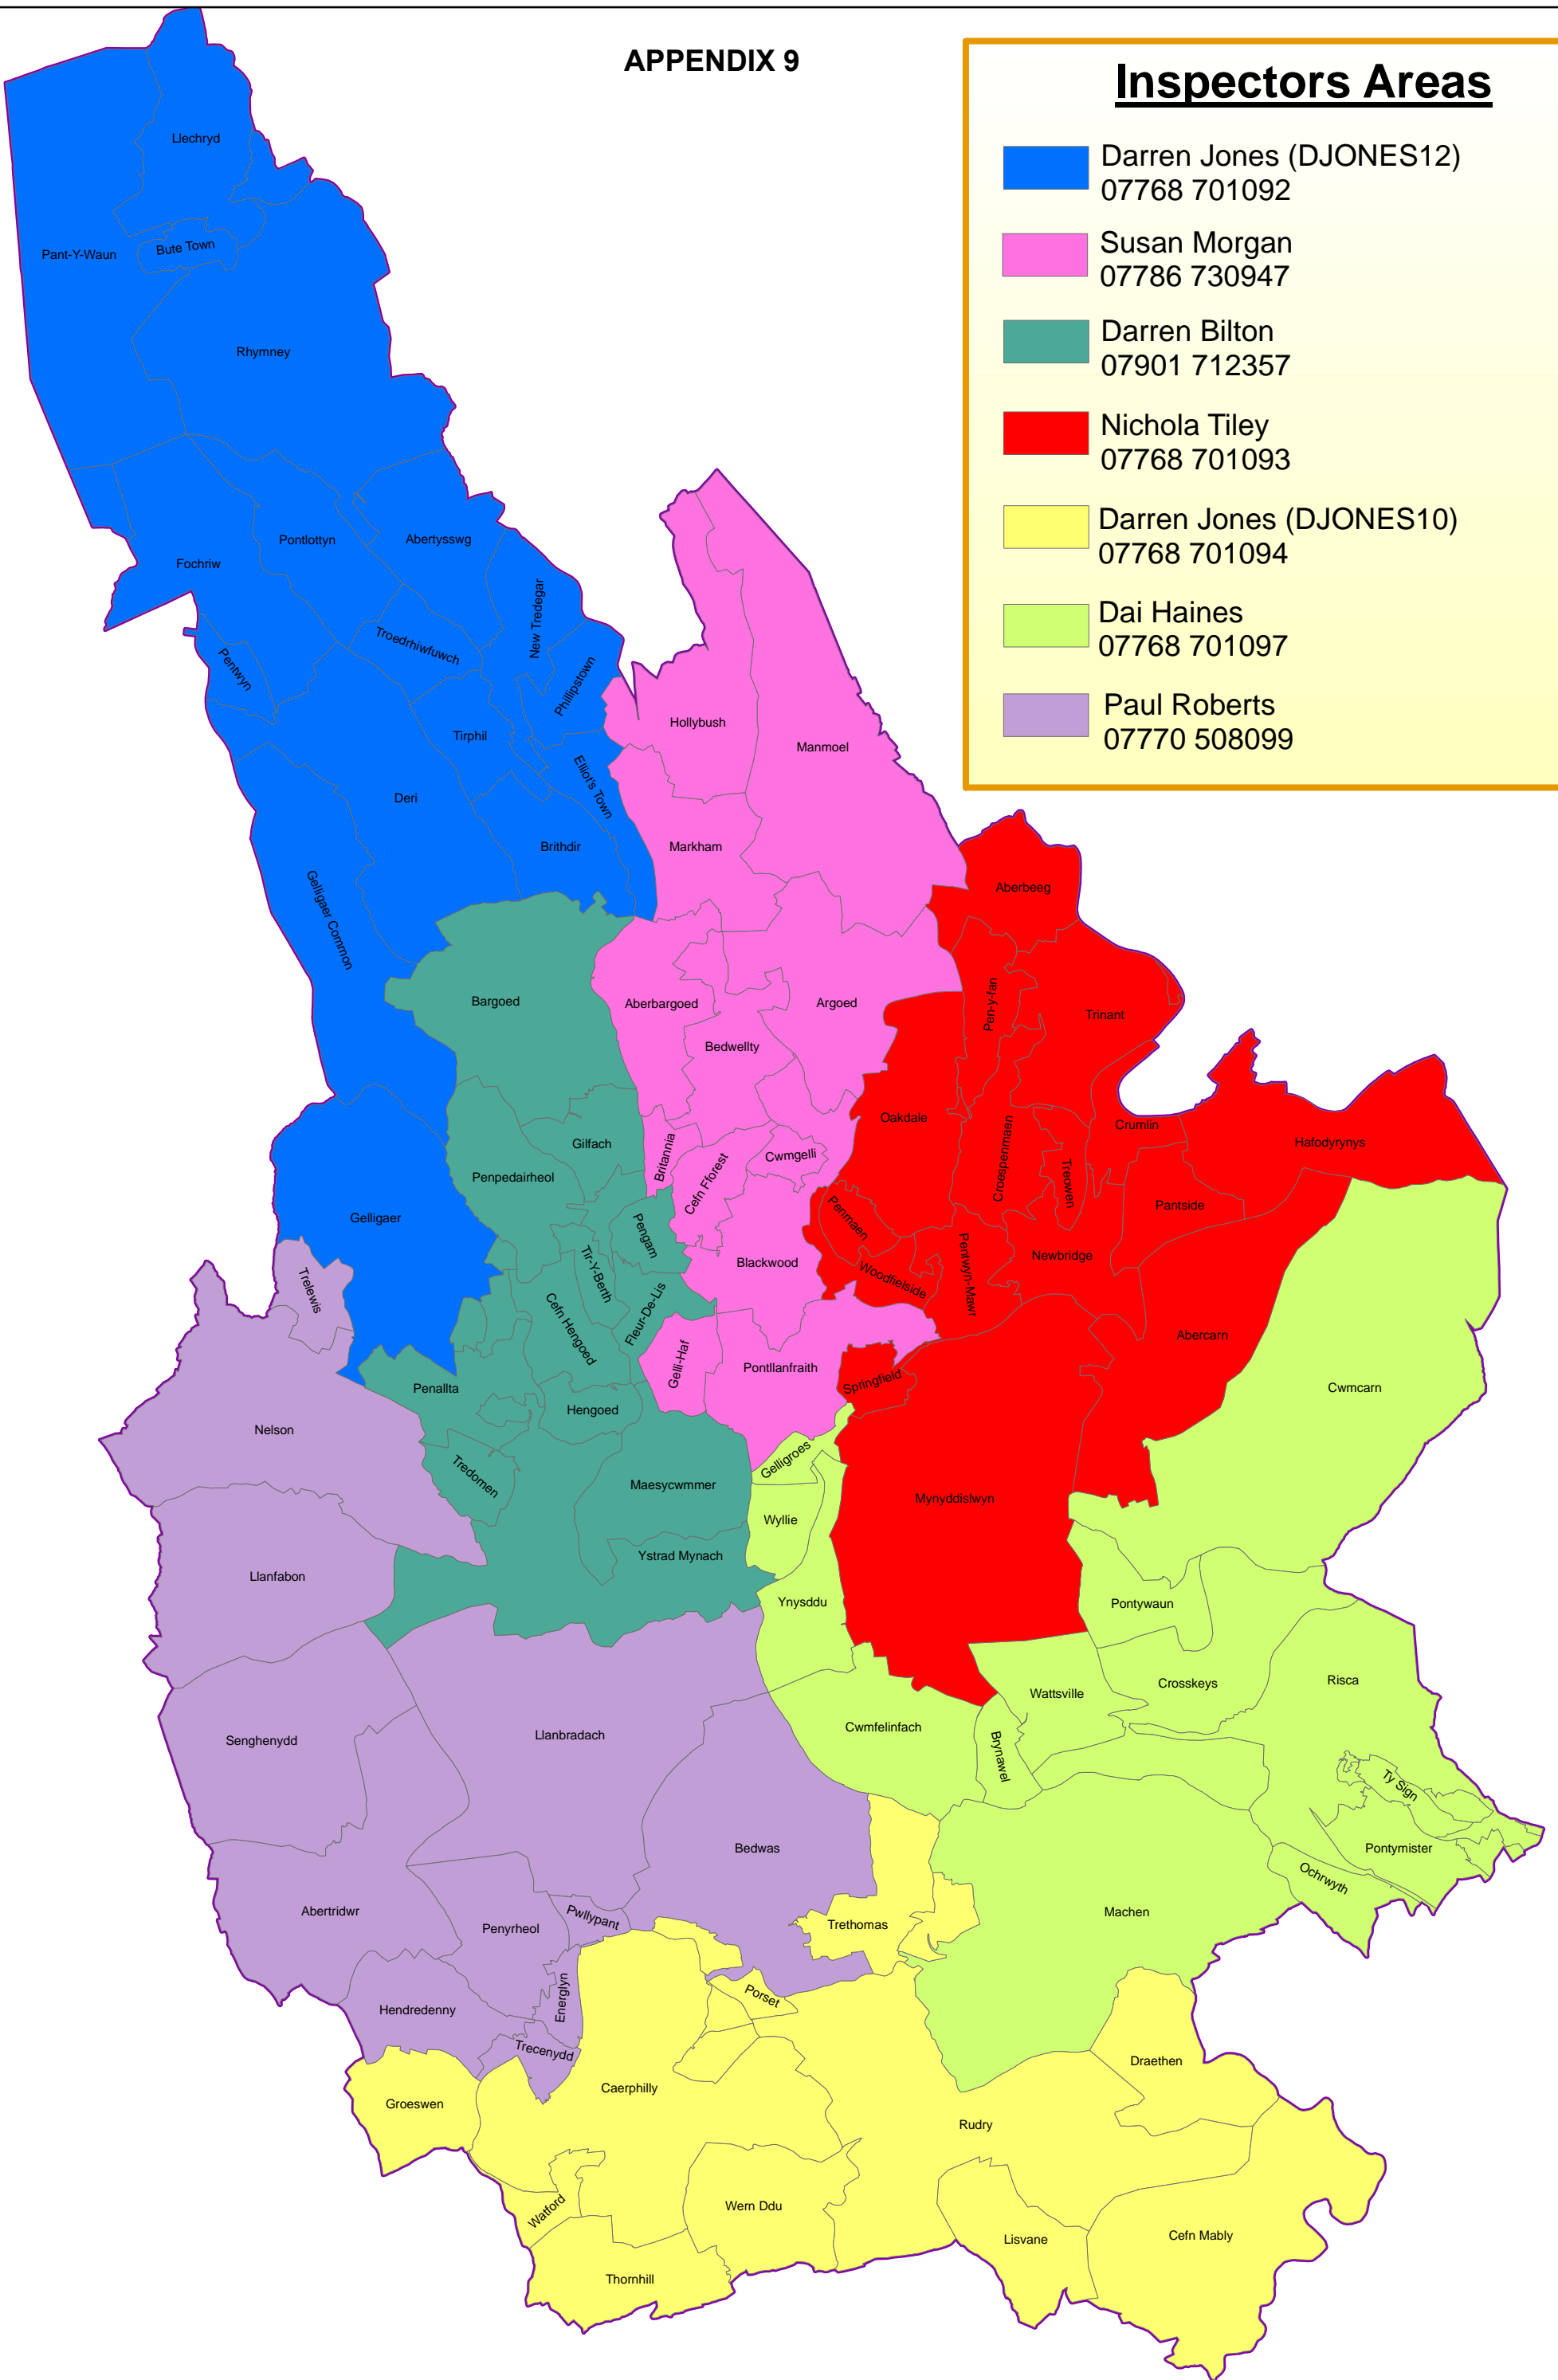 APPENDIX 9
Inspectors Areas
Darren Jones (DJONES12)
07768 701092
Susan Morgan
07786 730947
Darren Bilton
07901 712357
Nichola Tiley
07768 701093
Darren Jones (DJONES10)
07768 701094
Dai Haines
07768 701097
Paul Roberts
07770 508099
Llechryd
Pant-Y-Waun
Bute Town
Rhymney
Pontlottyn
Abertysswg
Fochriw
New Tredegar
Troedrhiwfuwch
Pentwyn
Phillipstown
Hollybush
Tirphil
Manmoel
Elliot's Town
Deri
Brithdir
Markham
Aberbeeg
Gelligaer Common
Bargoed
Aberbargoed
Argoed
Pen-y-fan
Trinant
Bedwellty
Oakdale
Crumlin
Hafodyrynys
Gilfach
Britannia
Cwmgelli
Croespenmaen
Treowen
Penpedairheol
Cefn Fforest
Pantside
Gelligaer
Penmaen
Pengam
Newbridge
Blackwood
Tir-Y-Berth
Pentwyn-Mawr
Woodfielside
Trelewis
Fleur-De-Lis
Cefn Hengoed
Abercarn
Gelli-Haf
Pontllanfraith
Springfield
Penallta
Cwmcarn
Hengoed
Nelson
Gelligroes
Tredomen
Maesycwmmer
Mynyddislwyn
Wyllie
Ystrad Mynach
Llanfabon
Ynysddu
Pontywaun
Risca
Crosskeys
Wattsville
Cwmfelinfach
Llanbradach
Senghenydd
Brynawel
Ty Sign
Bedwas
Pontymister
Ochrwyth
Abertridwr
Machen
Pwllypant
Trethomas
Penyrheol
Energlyn
Porset
Hendredenny
Trecenydd
Draethen
Caerphilly
Groeswen
Rudry
Wern Ddu
Watford
Cefn Mably
Lisvane
Thornhill